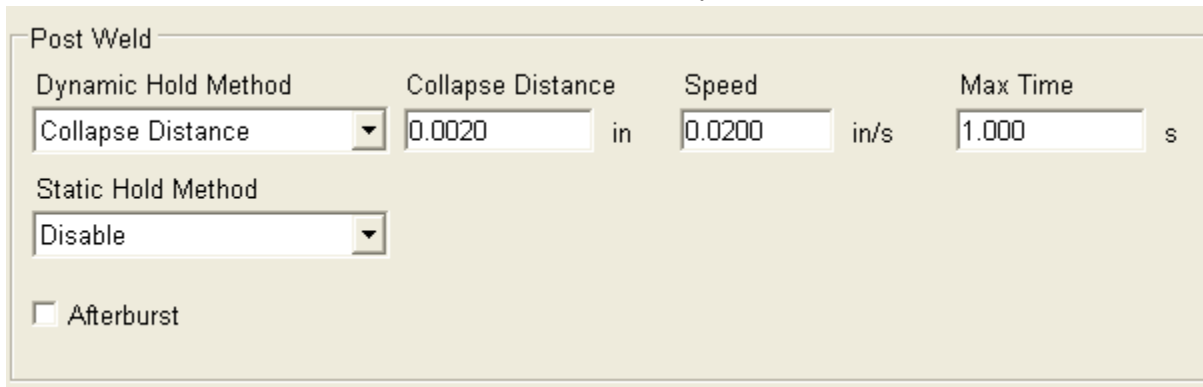 Post Weld
Dynamic Hold Method Collapse Distance Speed Max Time
Collapse Distance 0.0020 in 0.0200 in/s 1.000 s
Static Hold Method
Disable
Afterburst